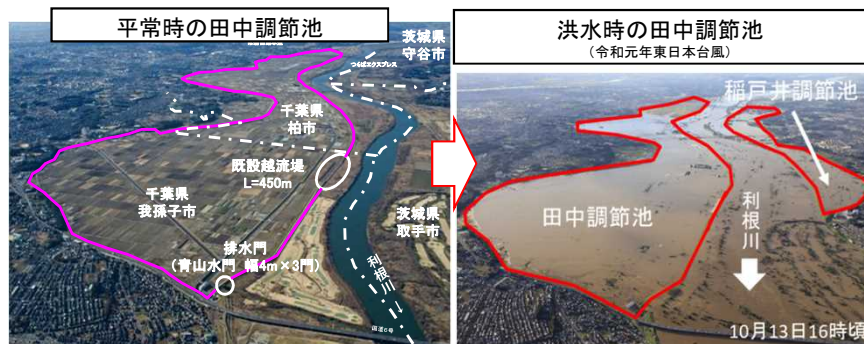 平常時の田中調節池
茨城県
守谷市
つくばエクスプレス
千葉県
柏市
既設越流堤
L=450m
千葉県
我孫子市
茨城県
取手市
排水門
(青山水門 幅4m×3門)
利根川→
国道6号
洪水時の田中調節池
(令和元年東日本台風)
稲戸井調節池
田中調節池
利根川
10月13日16時頃